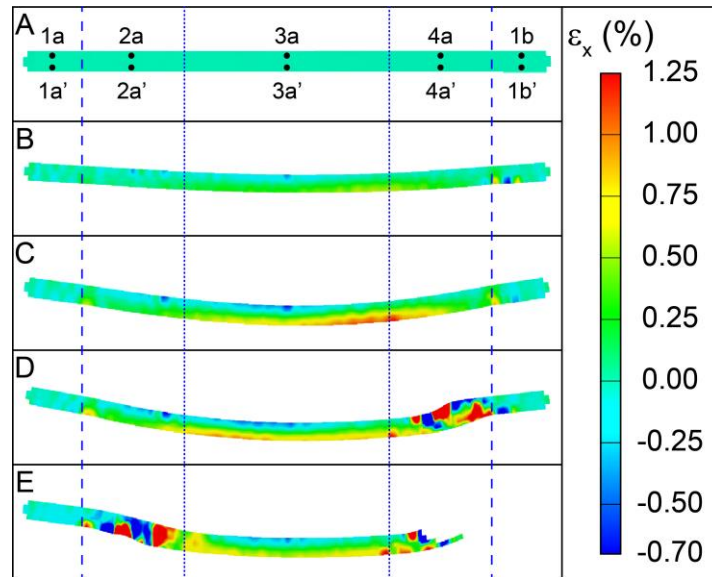 A
1a 2a 3a 4a 1b
1a’ 2a’ 3a’ 4a’ 1b’
B
C
D
E
εx (%)
1.25
1.00
0.75
0.50
0.25
0.00
-0.25
-0.50
-0.70